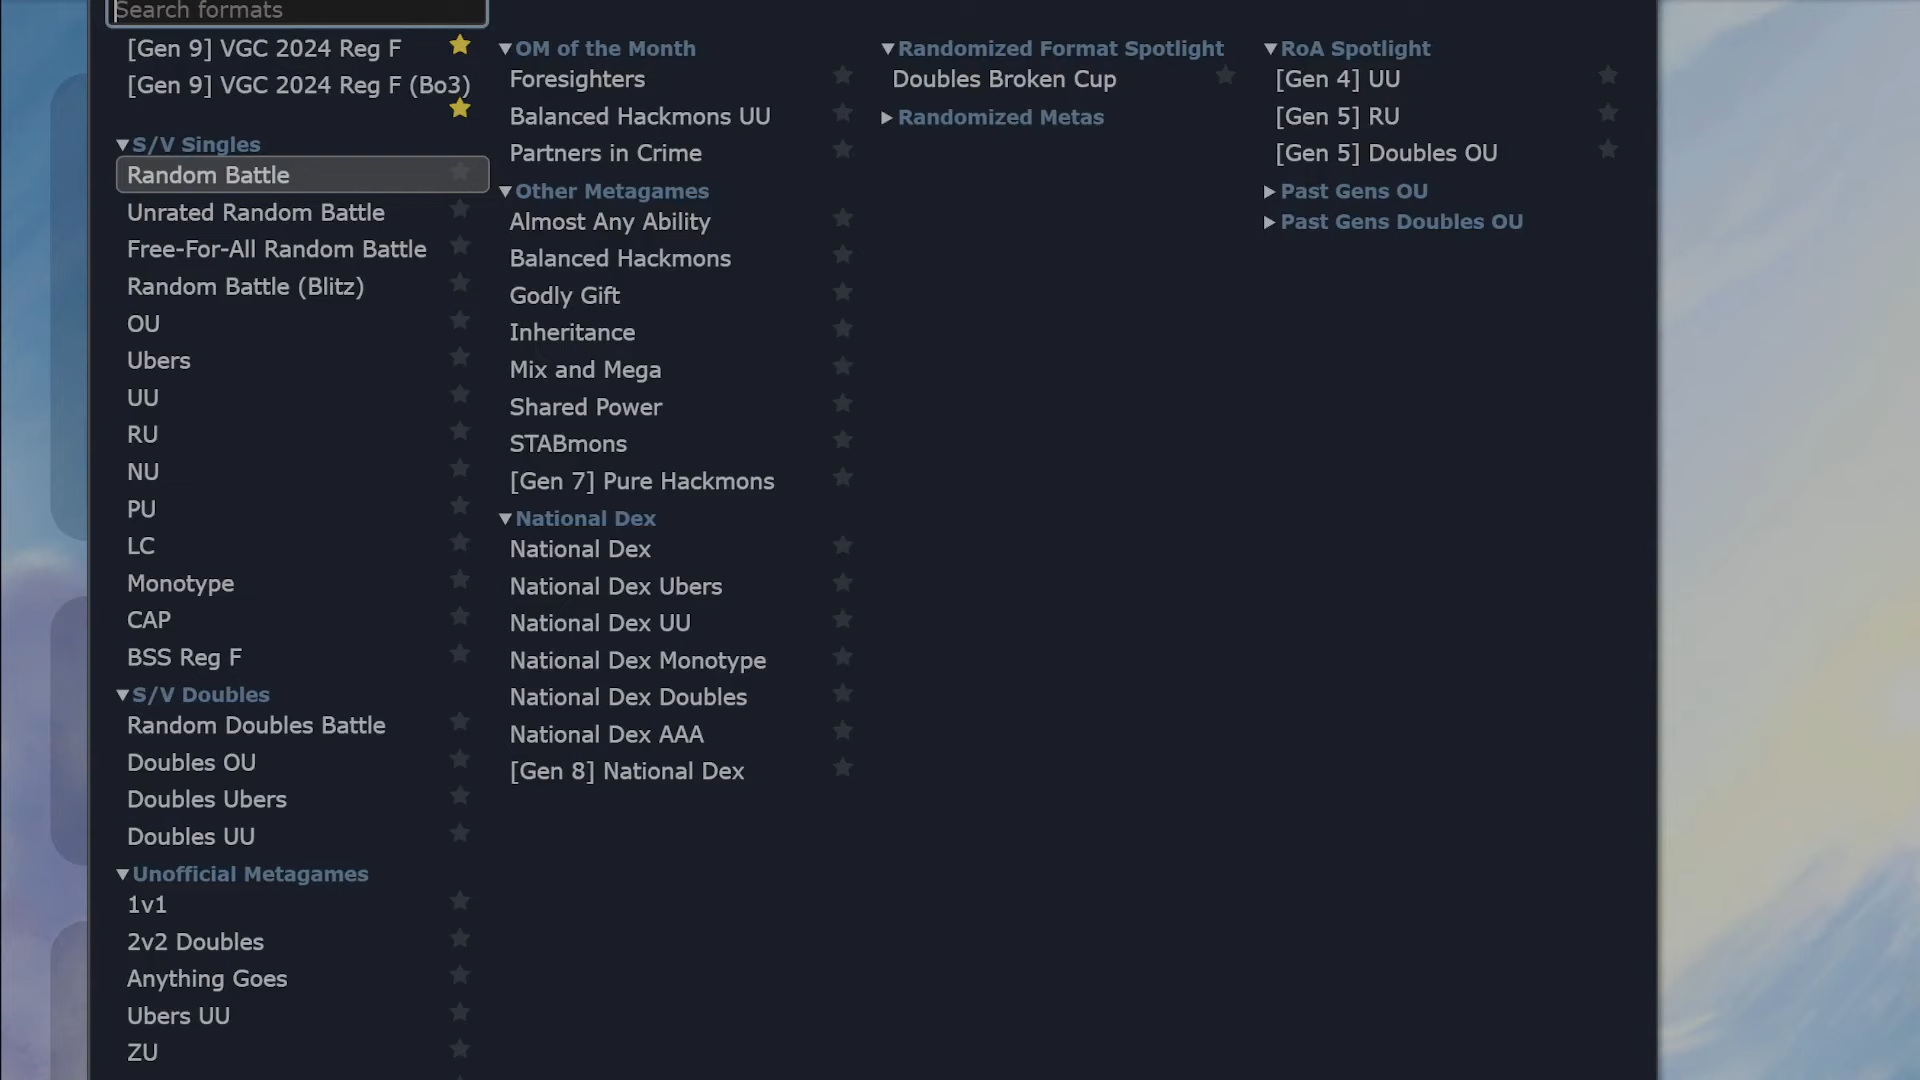 Search formats
[Gen 9] VGC 2024 Reg F
[Gen 9] VGC 2024 Reg F (Bo3)
S/V Singles
Random Battle
Unrated Random Battle
Free-For-All Random Battle
Random Battle (Blitz)
OU
Ubers
UU
RU
NU
PU
LC
Monotype
CAP
BSS Reg F
S/V Doubles
Random Doubles Battle
Doubles OU
Doubles Ubers
Doubles UU
Unofficial Metagames
1v1
2v2 Doubles
Anything Goes
Ubers UU
ZU
OM of the Month
Foresighters
Balanced Hackmons UU
Partners in Crime
Other Metagames
Almost Any Ability
Balanced Hackmons
Godly Gift
Inheritance
Mix and Mega
Shared Power
STABmons
[Gen 7] Pure Hackmons
National Dex
National Dex
National Dex Ubers
National Dex UU
National Dex Monotype
National Dex Doubles
National Dex AAA
[Gen 8] National Dex
Randomized Format Spotlight
Doubles Broken Cup
Randomized Metas
RoA Spotlight
[Gen 4] UU
[Gen 5] RU
[Gen 5] Doubles OU
Past Gens OU
Past Gens Doubles OU